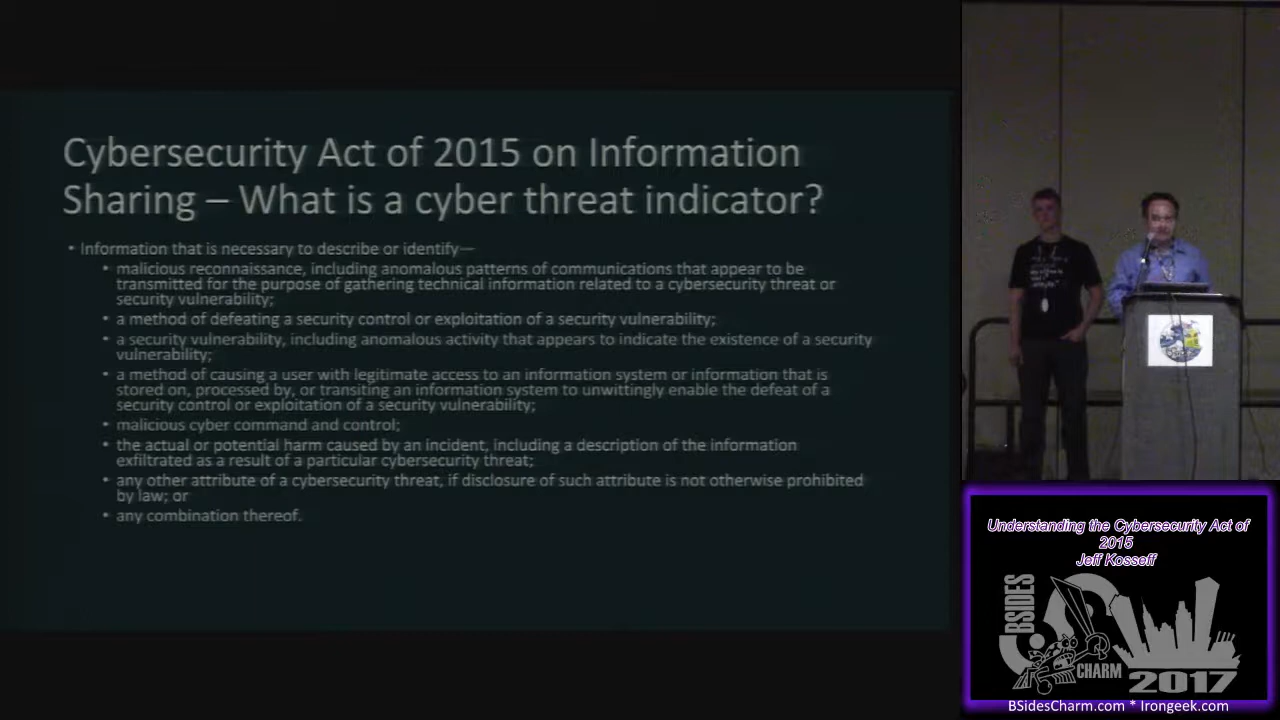 Cybersecurity Act of 2015 on Information
Sharing – What is a cyber threat indicator?
• Information that is necessary to describe or identify—
• malicious reconnaissance, including anomalous patterns of communications that appear to be
transmitted for the purpose of gathering technical information related to a cybersecurity threat or
security vulnerability;
• a method of defeating a security control or exploitation of a security vulnerability;
• a security vulnerability, including anomalous activity that appears to indicate the existence of a security
vulnerability;
• a method of causing a user with legitimate access to an information system or information that is
stored on, processed by, or transiting an information system to unwittingly enable the defeat of a
security control or exploitation of a security vulnerability;
• malicious cyber command and control;
• the actual or potential harm caused by an incident, including a description of the information
exfiltrated as a result of a particular cybersecurity threat;
• any other attribute of a cybersecurity threat, if disclosure of such attribute is not otherwise prohibited
by law; or
• any combination thereof.
Understanding the Cybersecurity Act of
2015
Jeff Kosseff
BSIDES
CHARM
2017
BSidesCharm.com * Irongeek.com